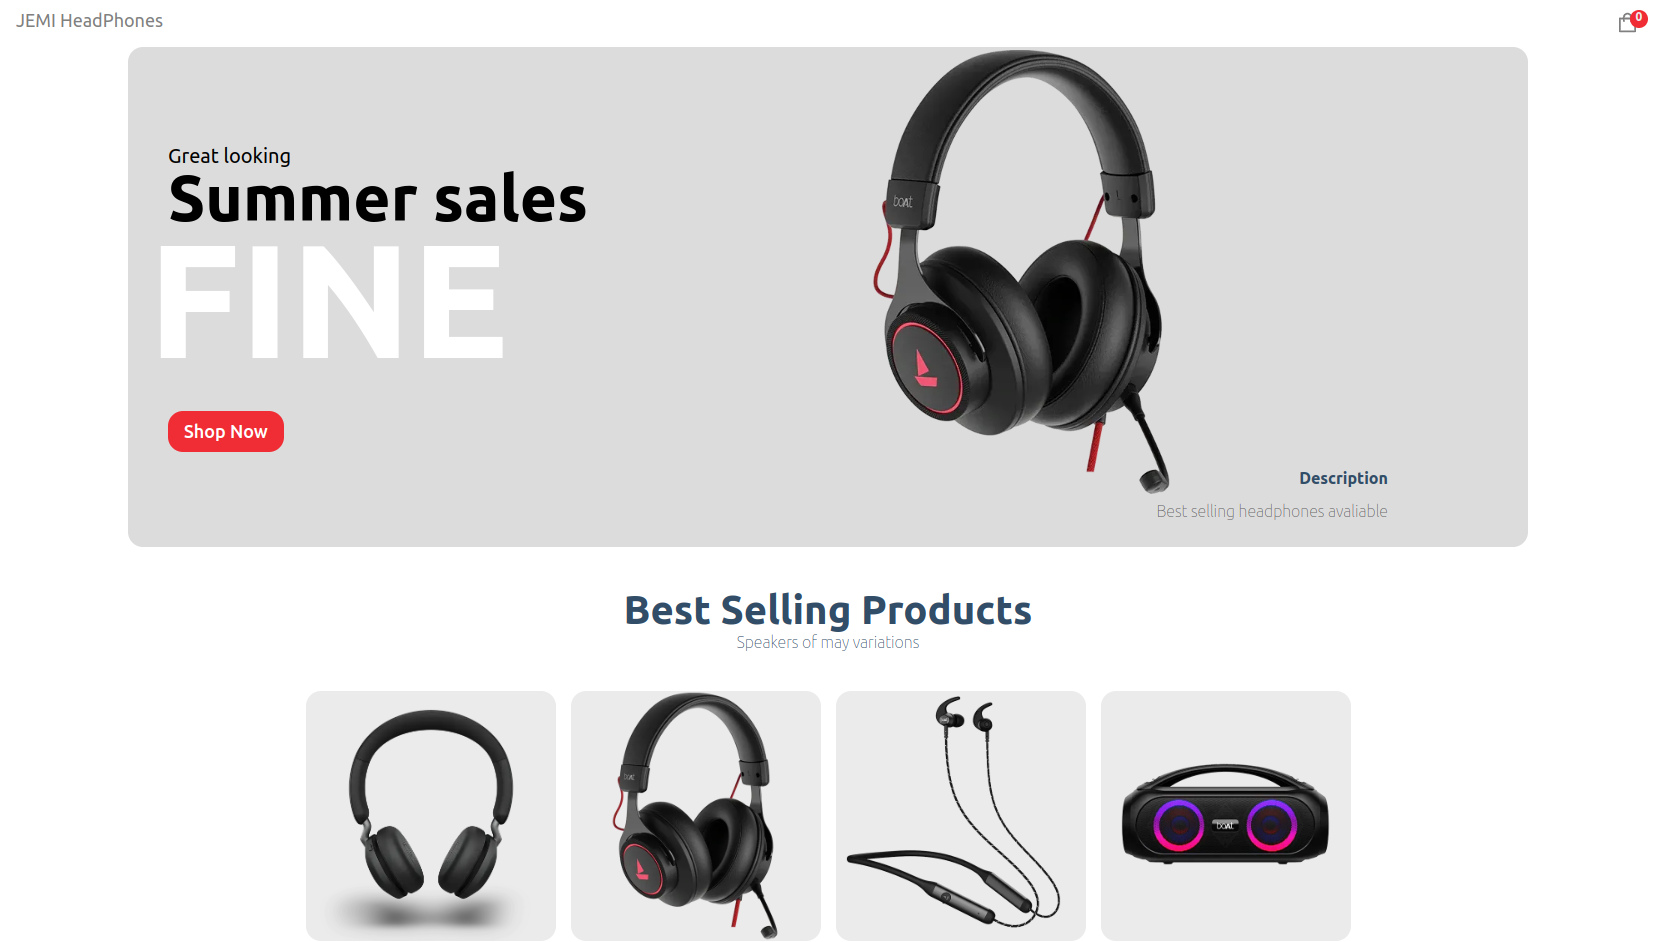 JEMI HeadPhones
0
Great looking
Summer sales
FINE
Shop Now
boAt
Description
Best selling headphones avaliable
Best Selling Products
Speakers of may variations
boAt
boAt